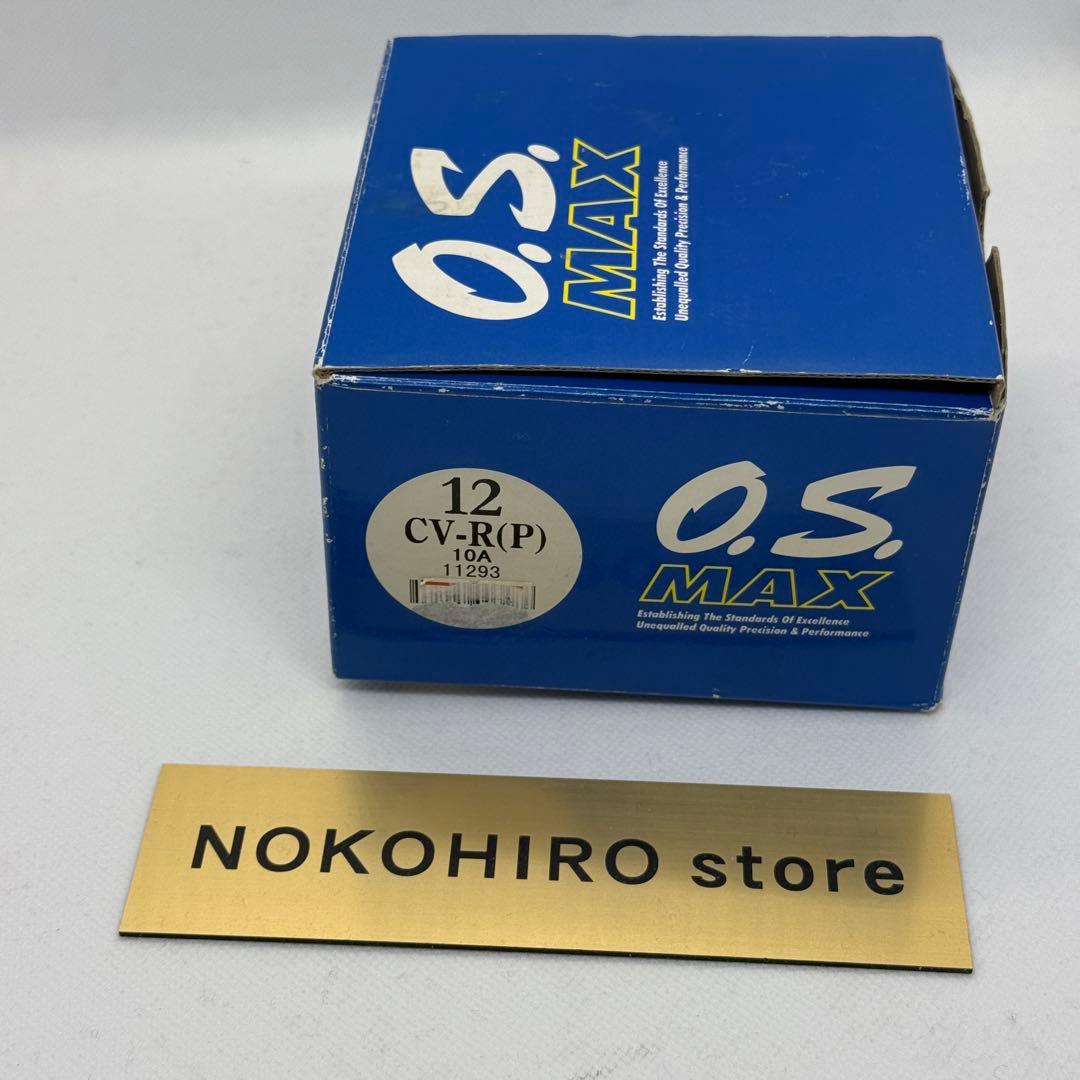 O.S.
MAX
Establishing The Standards Of Excellence
Unequalled Quality Precision & Performance
12
CV-R(P)
10A
11293
O.S.
MAX
Establishing The Standards Of Excellence
Unequalled Quality Precision & Performance
NOKOHIRO store